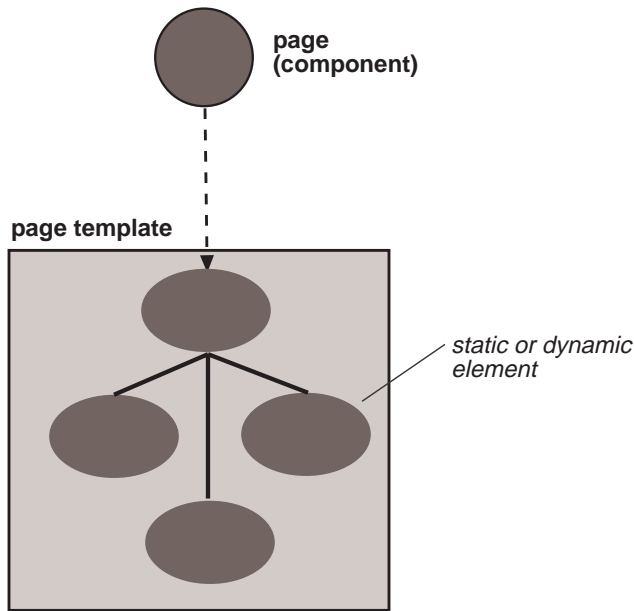 page
(component)
page template
static or dynamic
element